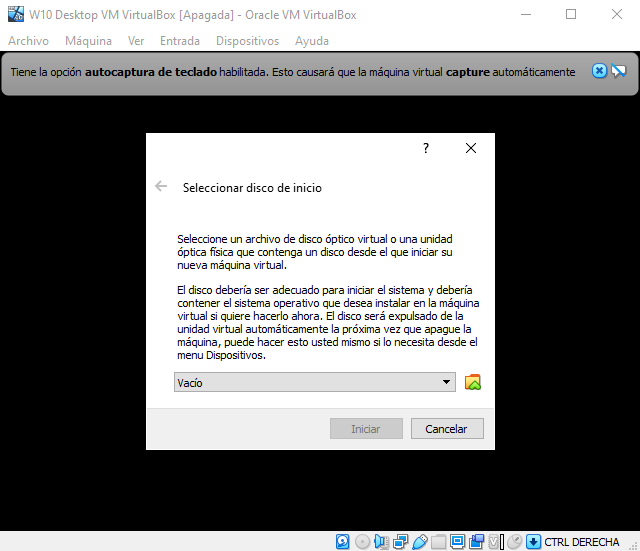 W10 Desktop VM VirtualBox [Apagada] - Oracle VM VirtualBox
Archivo Máquina Ver Entrada Dispositivos Ayuda
Tiene la opción autocaptura de teclado habilitada. Esto causará que la máquina virtual capture automáticamente
?
Seleccionar disco de inicio
Seleccione un archivo de disco óptico virtual o una unidad
óptica física que contenga un disco desde el que iniciar su
nueva máquina virtual.
El disco debería ser adecuado para iniciar el sistema y debería
contener el sistema operativo que desea instalar en la máquina
virtual si quiere hacerlo ahora. El disco será expulsado de la
unidad virtual automáticamente la próxima vez que apague la
máquina, puede hacer esto usted mismo si lo necesita desde el
menu Dispositivos.
Vacío
Iniciar Cancelar
CTRL DERECHA